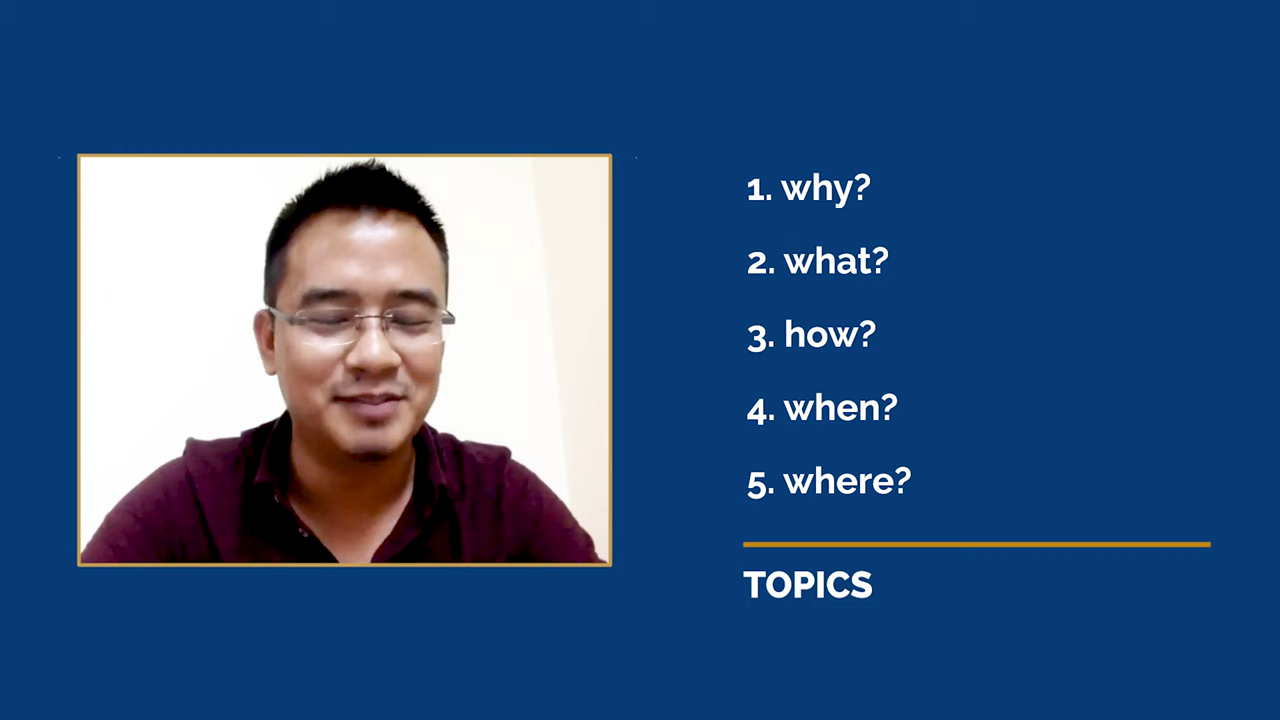 1. why?
2. what?
3. how?
4. when?
5. where?
TOPICS